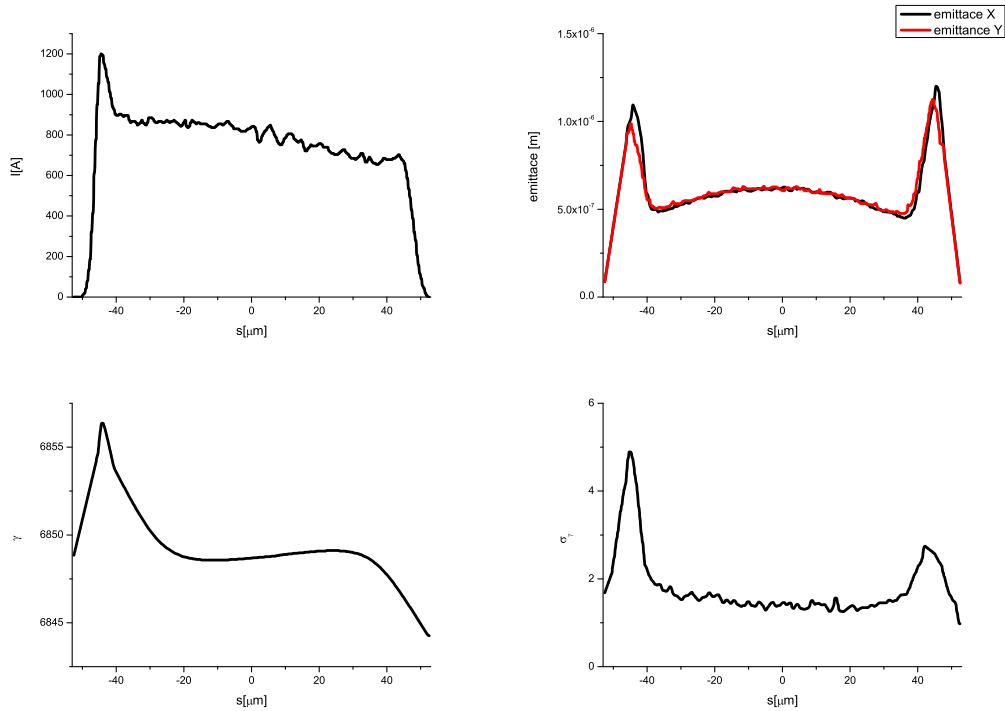 emittace X
emittance Y
1200
1000
800
600
400
200
0
I[A]
-40 -20 0 20 40
s[μm]
1.5x10⁻⁶
1.0x10⁻⁶
5.0x10⁻⁷
0.0
emittace [m]
-40 -20 0 20 40
s[μm]
6855
6850
6845
γ
-40 -20 0 20 40
s[μm]
6
4
2
0
σγ
-40 -20 0 20 40
s[μm]